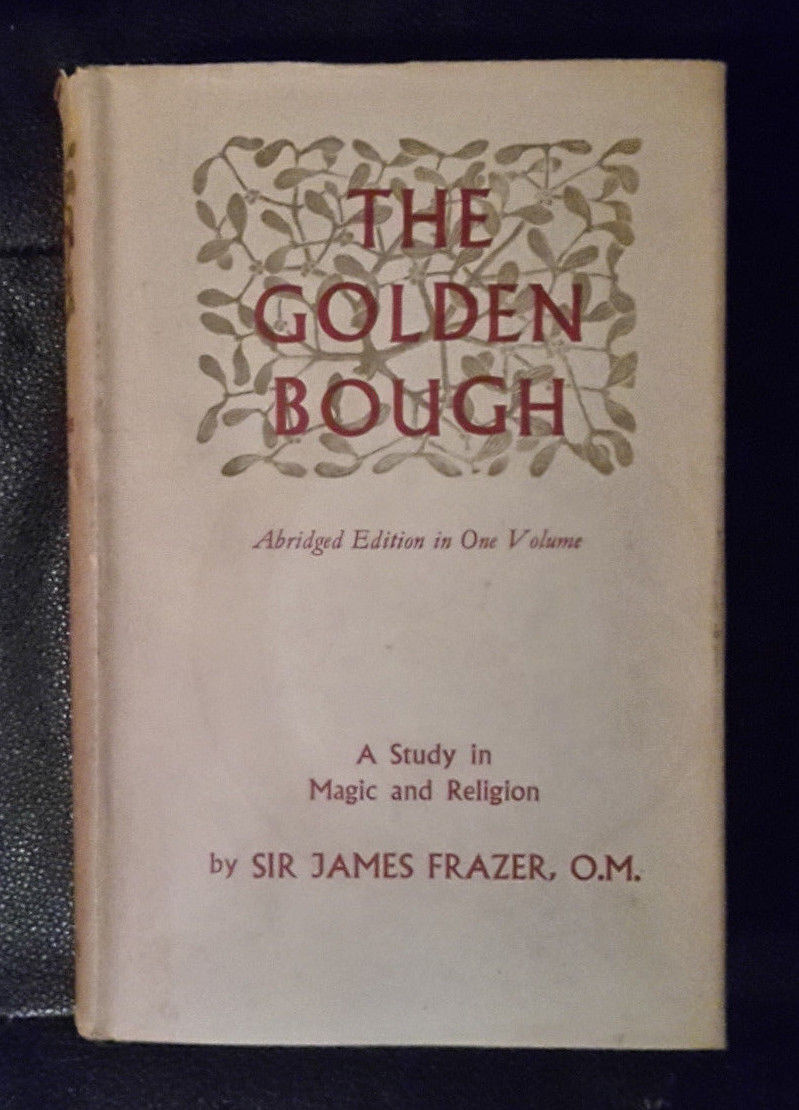 THE
GOLDEN
BOUGH
Abridged Edition in One Volume
A Study in
Magic and Religion
by SIR JAMES FRAZER, O.M.